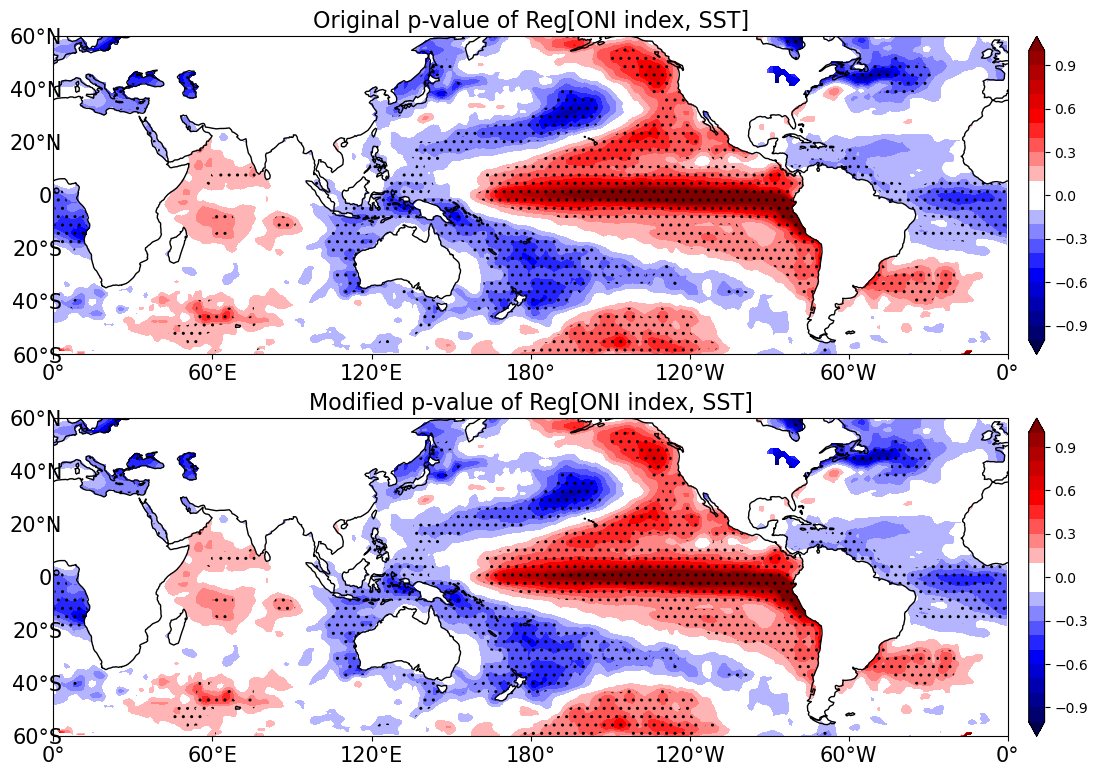 Original p-value of Reg[ONI index, SST]
60°N
40°N
20°N
0°
20°S
40°S
60°S
0° 60°E 120°E 180° 120°W 60°W 0°
0.9
0.6
0.3
0.0
−0.3
−0.6
−0.9
Modified p-value of Reg[ONI index, SST]
60°N
40°N
20°N
0°
20°S
40°S
60°S
0° 60°E 120°E 180° 120°W 60°W 0°
0.9
0.6
0.3
0.0
−0.3
−0.6
−0.9